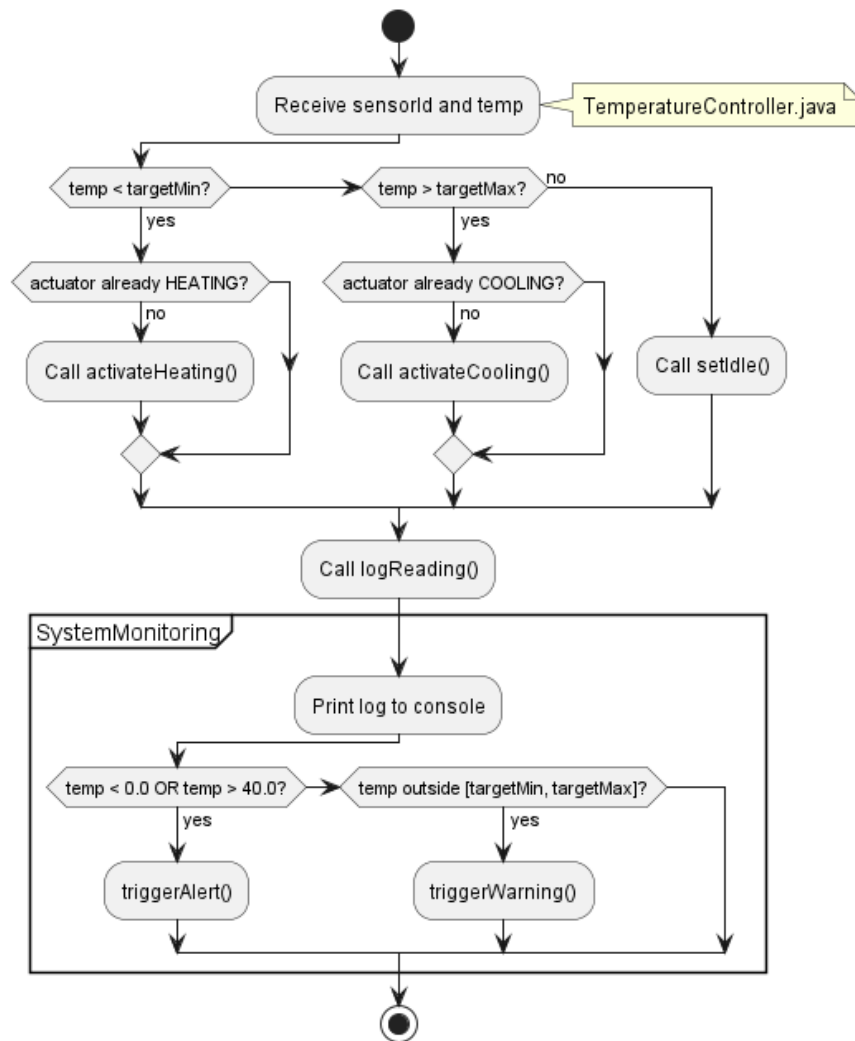 Receive sensorId and temp
TemperatureController.java
temp < targetMin?
temp > targetMax?
no
yes
yes
actuator already HEATING?
actuator already COOLING?
no
no
Call activateHeating()
Call activateCooling()
Call setIdle()
Call logReading()
SystemMonitoring
Print log to console
temp < 0.0 OR temp > 40.0?
temp outside [targetMin, targetMax]?
yes
yes
triggerAlert()
triggerWarning()